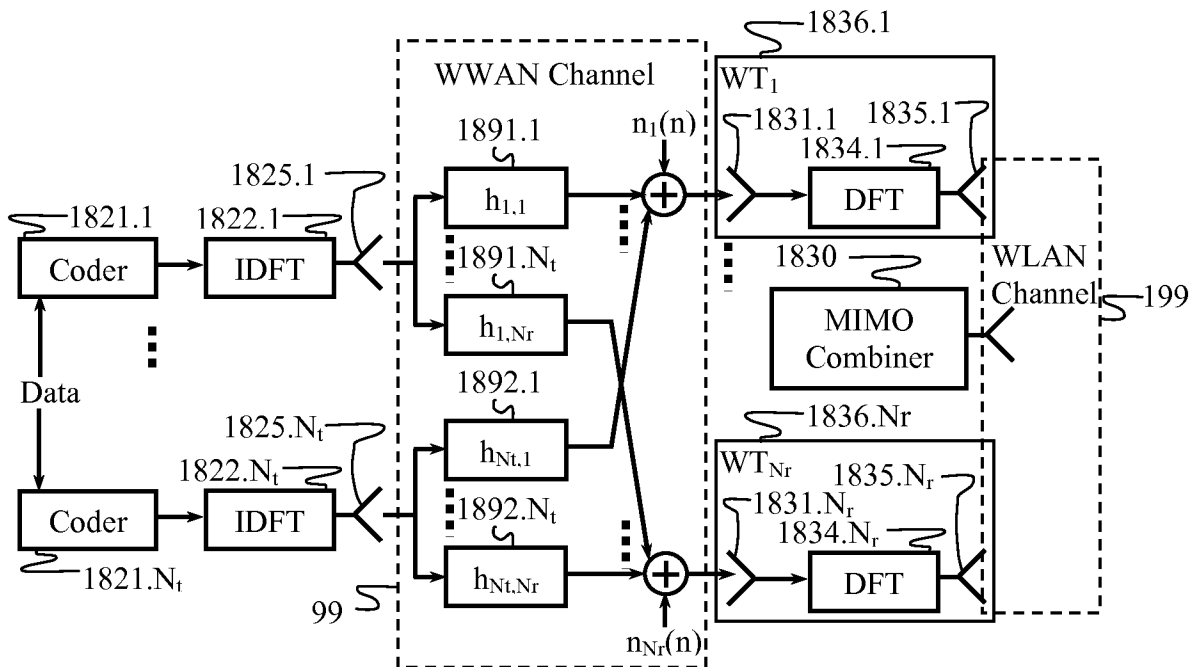 1836.1
WWAN Channel
WT1
1835.1
1831.1
n1(n)
1891.1
1834.1
1825.1
h1,1
DFT
1821.1
1822.1
Coder
IDFT
1891.Nt
1830
WLAN
Channel
199
h1,Nr
MIMO
Combiner
Data
1892.1
1836.Nr
1825.Nt
hNt,1
WTNr
1835.Nr
1822.Nt
1831.Nr
1892.Nt
1834.Nr
Coder
IDFT
hNt,Nr
DFT
1821.Nt
99
nNr(n)